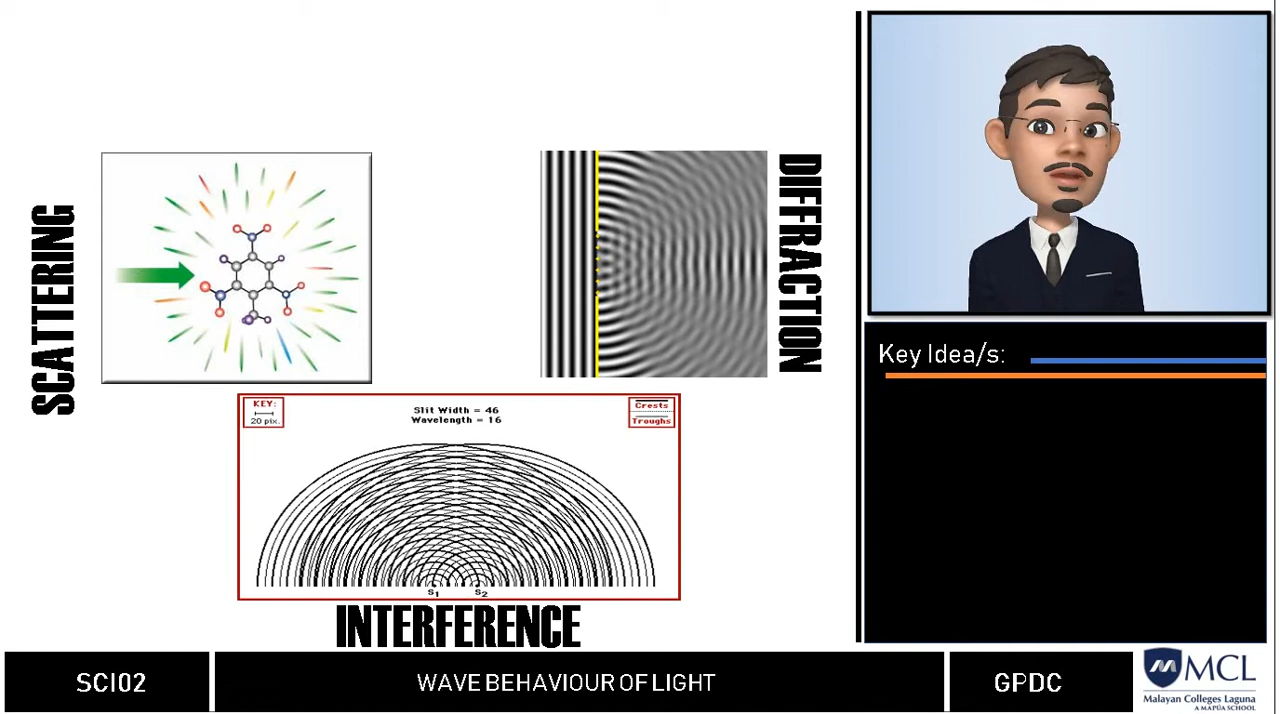 SCATTERING
DIFFRACTION
KEY:
20 pix.
Slit Width = 46
Wavelength = 16
Crests
Troughs
S1
S2
INTERFERENCE
Key Idea/s:
SCI02
WAVE BEHAVIOUR OF LIGHT
GPDC
MCL
Malayan Colleges Laguna
A MAPÚA SCHOOL